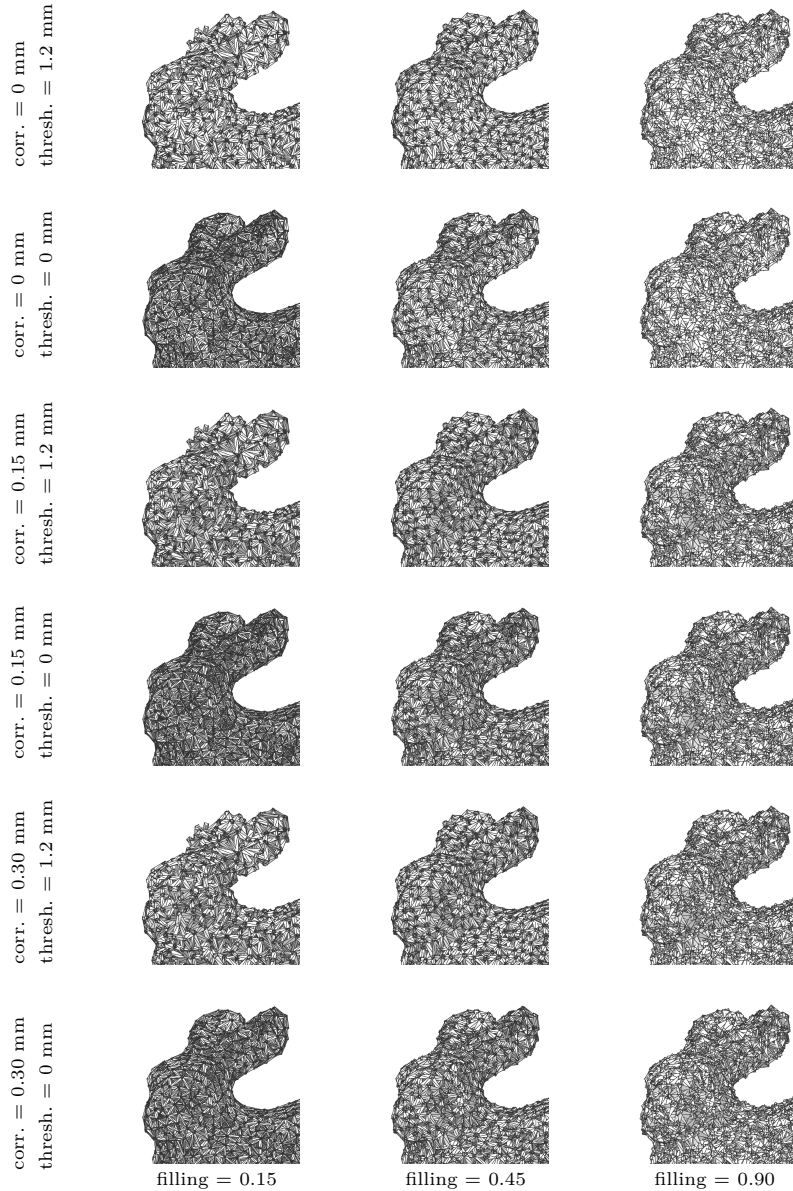 corr. = 0 mm
thresh. = 1.2 mm
corr. = 0 mm
thresh. = 0 mm
corr. = 0.15 mm
thresh. = 1.2 mm
corr. = 0.15 mm
thresh. = 0 mm
corr. = 0.30 mm
thresh. = 1.2 mm
corr. = 0.30 mm
thresh. = 0 mm
filling = 0.15
filling = 0.45
filling = 0.90